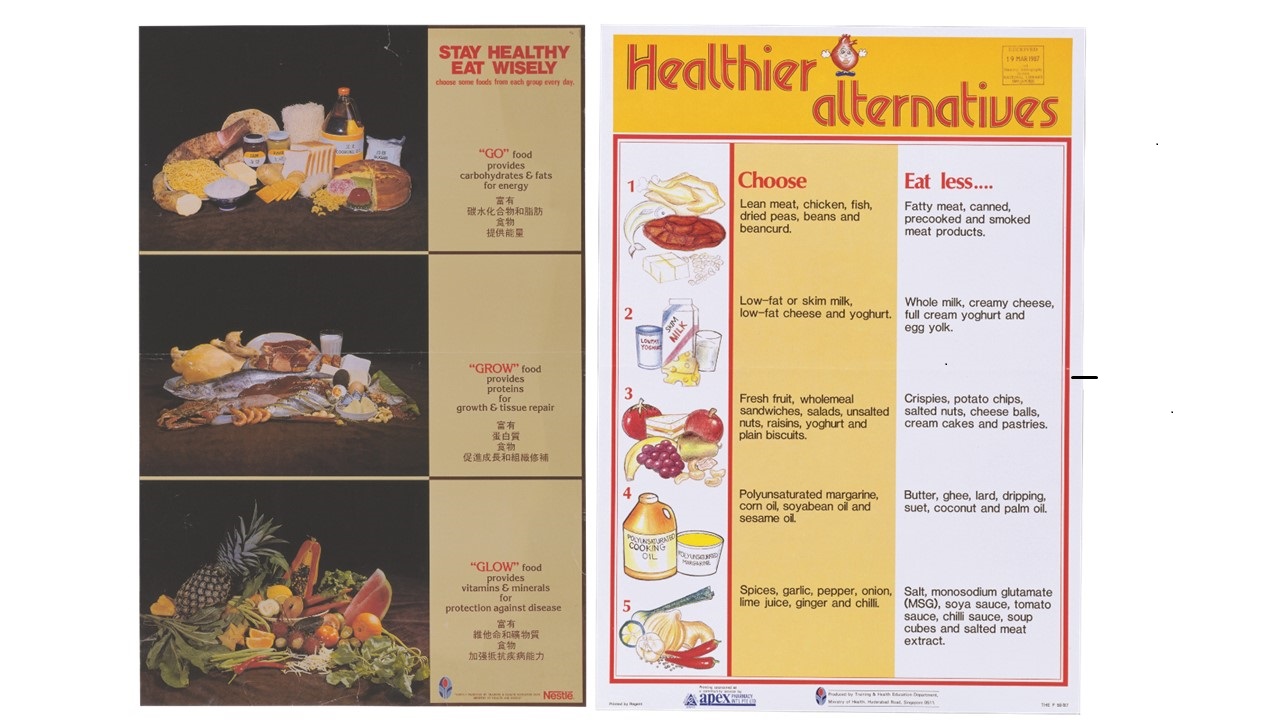 STAY HEALTHY
EAT WISELY
choose some foods from each group every day.
“GO” food
provides
carbohydrates & fats
for energy
富有
碳水化合物和脂肪
食物
提供能量
“GROW” food
provides
proteins
for
growth & tissue repair
富有
蛋白質
食物
促進成長和組織修補
“GLOW” food
provides
vitamins & minerals
for
protection against disease
富有
維他命和礦物質
食物
加強抵抗疾病能力
Nestlé
Healthier
alternatives
19 MAR 1987
Choose
Eat less....
1
Lean meat, chicken, fish,
dried peas, beans and
beancurd.
Fatty meat, canned,
precooked and smoked
meat products.
2
SKIM
MILK
LOWFAT
YOGHURT
Low-fat or skim milk,
low-fat cheese and yoghurt.
Whole milk, creamy cheese,
full cream yoghurt and
egg yolk.
3
Fresh fruit, wholemeal
sandwiches, salads, unsalted
nuts, raisins, yoghurt and
plain biscuits.
Crispies, potato chips,
salted nuts, cheese balls,
cream cakes and pastries.
4
POLYUNSATURATED
COOKING
OIL
POLYUNSATURATED
MARGARINE
Polyunsaturated margarine,
corn oil, soyabean oil and
sesame oil.
Butter, ghee, lard, dripping,
suet, coconut and palm oil.
5
Spices, garlic, pepper, onion,
lime juice, ginger and chilli.
Salt, monosodium glutamate
(MSG), soya sauce, tomato
sauce, chilli sauce, soup
cubes and salted meat
extract.
Printed by Regent
apex PHARMACY
Produced by Training & Health Education Department,
Ministry of Health, Hyderabad Road, Singapore 0511.